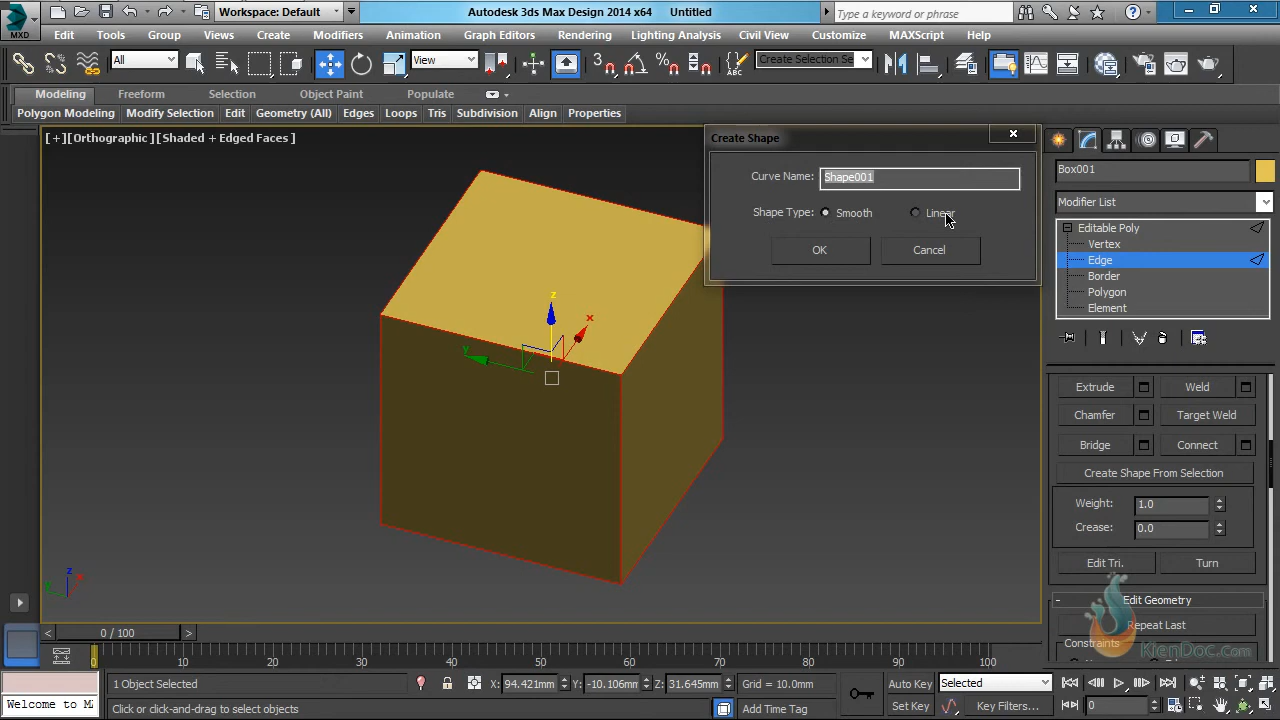 MXD
Workspace: Default
Autodesk 3ds Max Design 2014 x64 Untitled
Type a keyword or phrase
Edit Tools Group Views Create Modifiers Animation Graph Editors Rendering Lighting Analysis Civil View Customize MAXScript Help
All View 3 Create Selection Se
Modeling Freeform Selection Object Paint Populate
Polygon Modeling Modify Selection Edit Geometry (All) Edges Loops Tris Subdivision Align Properties
[+][Orthographic][Shaded + Edged Faces]
Create Shape
Curve Name: Shape001
Shape Type: Smooth Linear
OK Cancel
Box001
Modifier List
Editable Poly
Vertex
Edge
Border
Polygon
Element
z
x
y
Extrude Weld
Chamfer Target Weld
Bridge Connect
Create Shape From Selection
Weight: 1.0
Crease: 0.0
Edit Tri. Turn
- Edit Geometry
Repeat Last
Constraints
KienDoc.Com
z
0 / 100
0 10 20 30 40 50 60 70 80 90 100
1 Object Selected X: 94.421mm Y: -10.106mm Z: 31.645mm Grid = 10.0mm Auto Key Selected
Welcome to MA Click or click-and-drag to select objects Add Time Tag Set Key Key Filters... 0